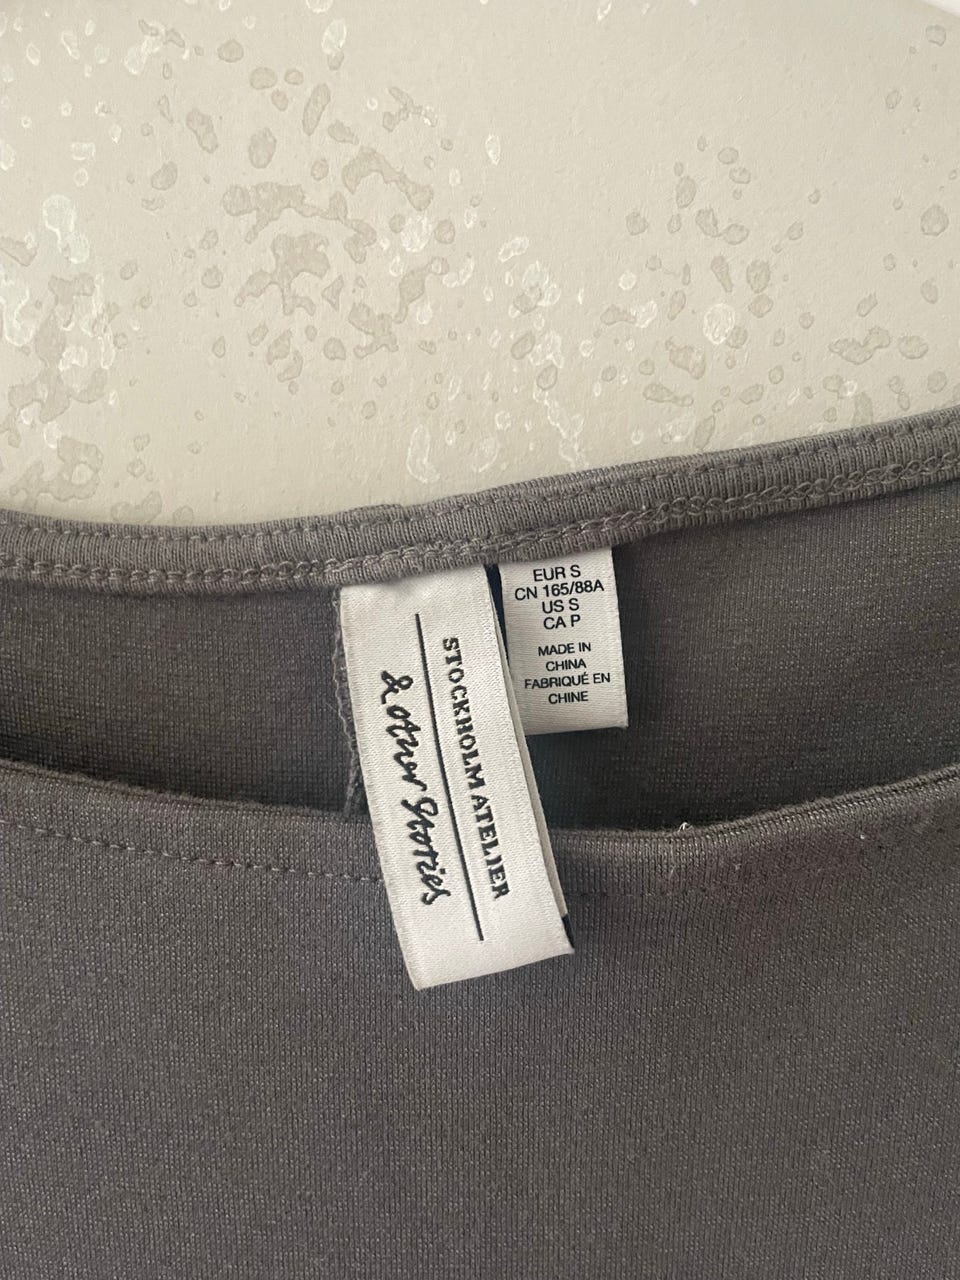 STOCKHOLM ATELIER
& other Stories
EUR S
CN 165/88A
US S
CA P
MADE IN
CHINA
FABRIQUÉ EN
CHINE